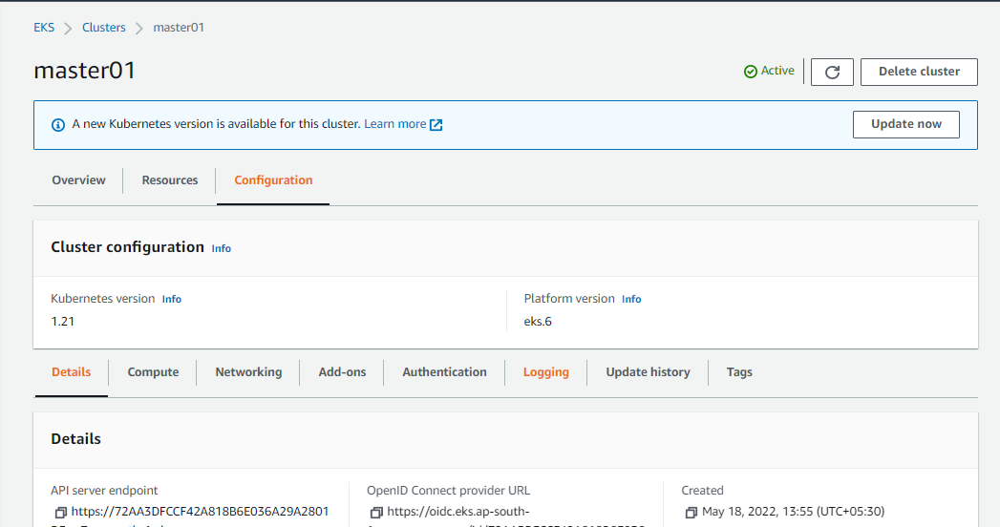 EKS > Clusters > master01
master01
Active
Delete cluster
A new Kubernetes version is available for this cluster. Learn more
Update now
Overview Resources Configuration
Cluster configuration Info
Kubernetes version Info
1.21
Platform version Info
eks.6
Details Compute Networking Add-ons Authentication Logging Update history Tags
Details
API server endpoint
https://72AA3DFCCF42A818B6E036A29A2801
OpenID Connect provider URL
https://oidc.eks.ap-south-
Created
May 18, 2022, 13:55 (UTC+05:30)